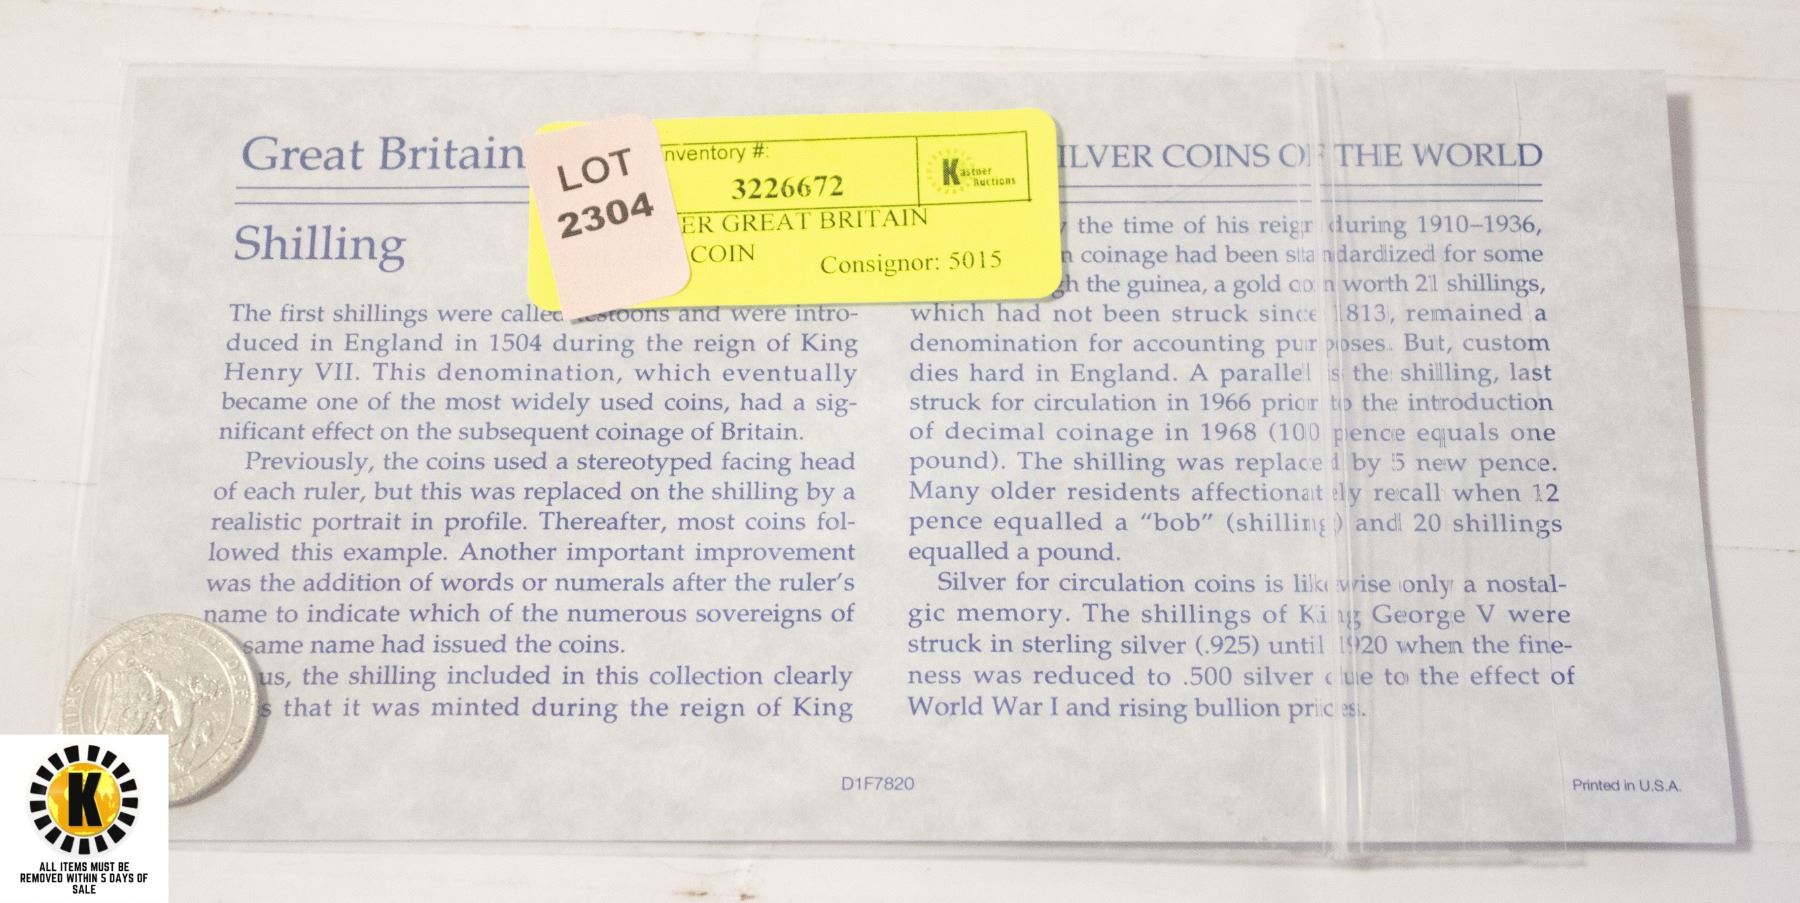 Great Britain
Shilling
The first shillings were called testoons and were intro-
duced in England in 1504 during the reign of King
Henry VII. This denomination, which eventually
became one of the most widely used coins, had a sig-
nificant effect on the subsequent coinage of Britain.
Previously, the coins used a stereotyped facing head
of each ruler, but this was replaced on the shilling by a
realistic portrait in profile. Thereafter, most coins fol-
lowed this example. Another important improvement
was the addition of words or numerals after the ruler's
name to indicate which of the numerous sovereigns of
same name had issued the coins.
us, the shilling included in this collection clearly
s that it was minted during the reign of King
LOT
2304
nventory #:
3226672
Kastner
Auctions
ER GREAT BRITAIN
COIN
Consignor: 5015
ILVER COINS OF THE WORLD
the time of his reign during 1910–1936,
n coinage had been standardized for some
gh the guinea, a gold coin worth 21 shillings,
which had not been struck since 1813, remained a
denomination for accounting purposes. But, custom
dies hard in England. A parallel is the shilling, last
struck for circulation in 1966 prior to the introduction
of decimal coinage in 1968 (100 pence equals one
pound). The shilling was replaced by 5 new pence.
Many older residents affectionately recall when 12
pence equalled a "bob" (shilling) and 20 shillings
equalled a pound.
Silver for circulation coins is likewise only a nostal-
gic memory. The shillings of King George V were
struck in sterling silver (.925) until 1920 when the fine-
ness was reduced to .500 silver due to the effect of
World War I and rising bullion prices.
D1F7820
Printed in U.S.A.
K
ALL ITEMS MUST BE
REMOVED WITHIN 5 DAYS OF
SALE